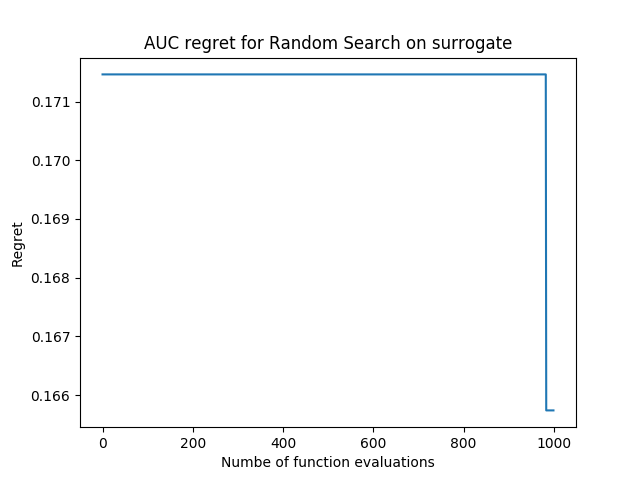 AUC regret for Random Search on surrogate
0.171
0.170
0.169
0.168
0.167
0.166
Regret
0 200 400 600 800 1000
Numbe of function evaluations